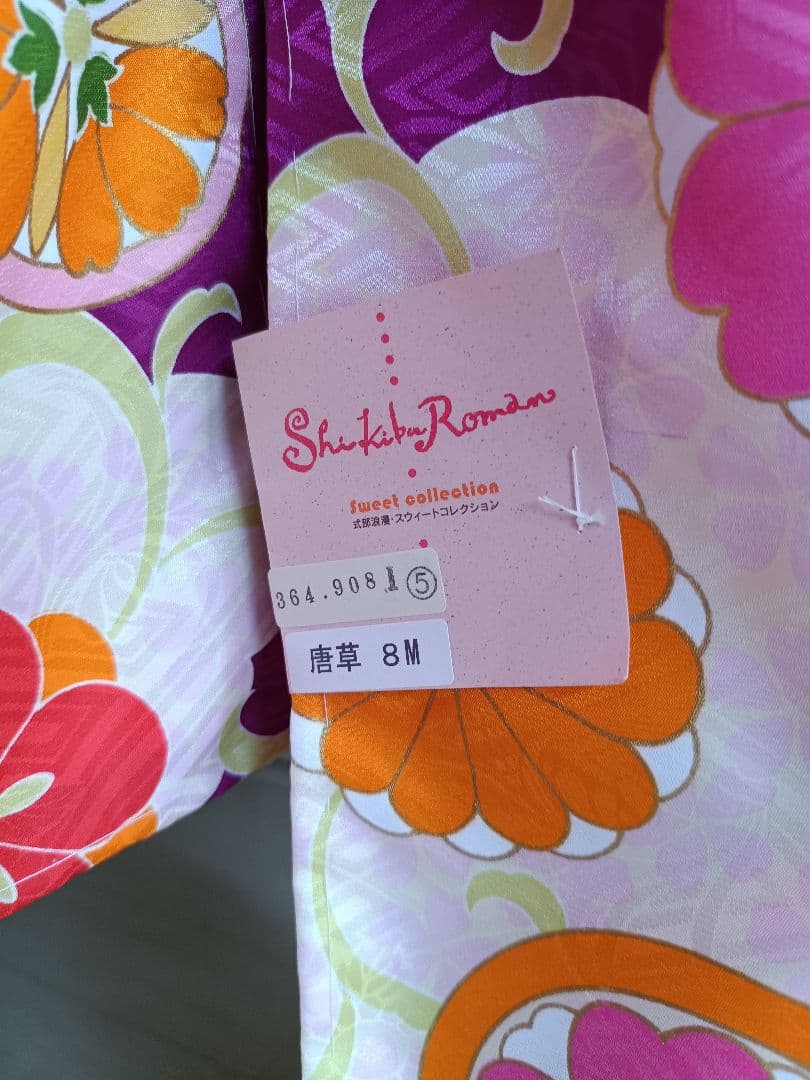 Shikibu Roman
Sweet collection
式部浪漫・スウィートコレクション
364.908 1 ⑤
唐草 8M